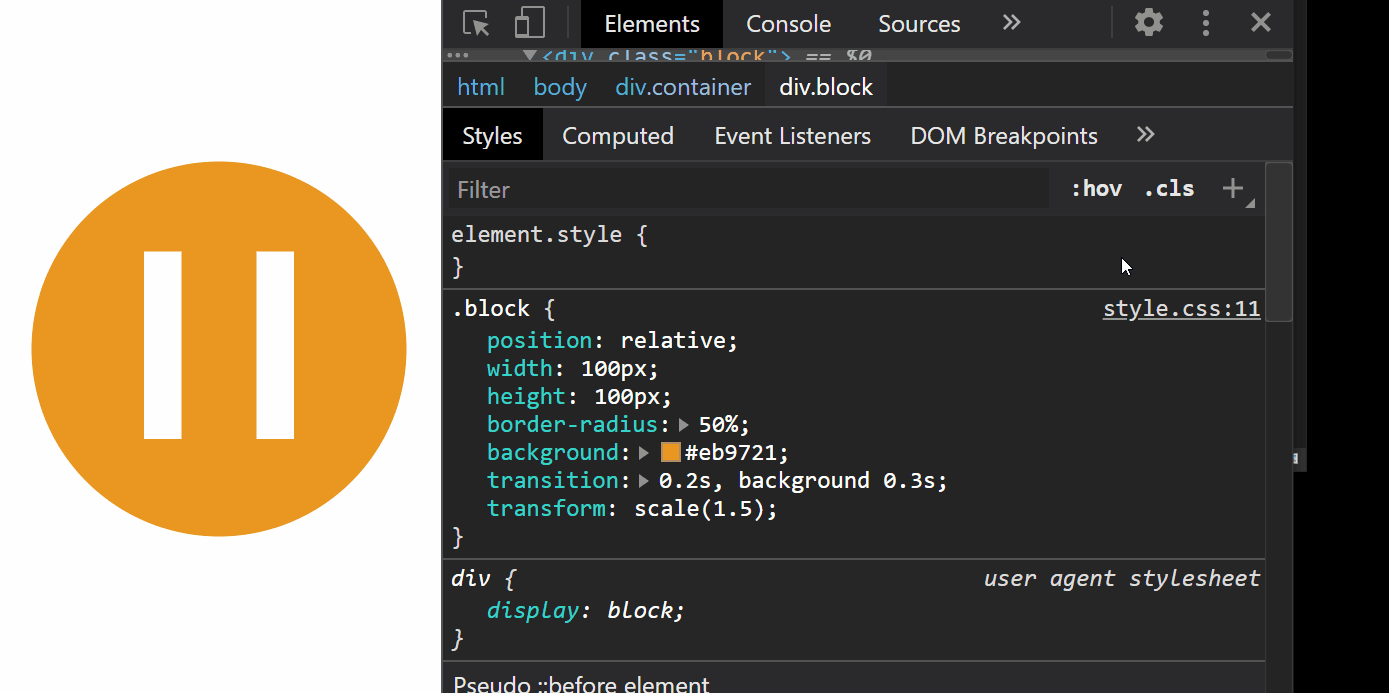 Elements Console Sources
<div class="block"> == $0
html body div.container div.block
Styles Computed Event Listeners DOM Breakpoints
Filter :hov .cls
element.style {
}
.block { style.css:11
position: relative;
width: 100px;
height: 100px;
border-radius: 50%;
background: #eb9721;
transition: 0.2s, background 0.3s;
transform: scale(1.5);
}
div { user agent stylesheet
display: block;
}
Pseudo ::before element